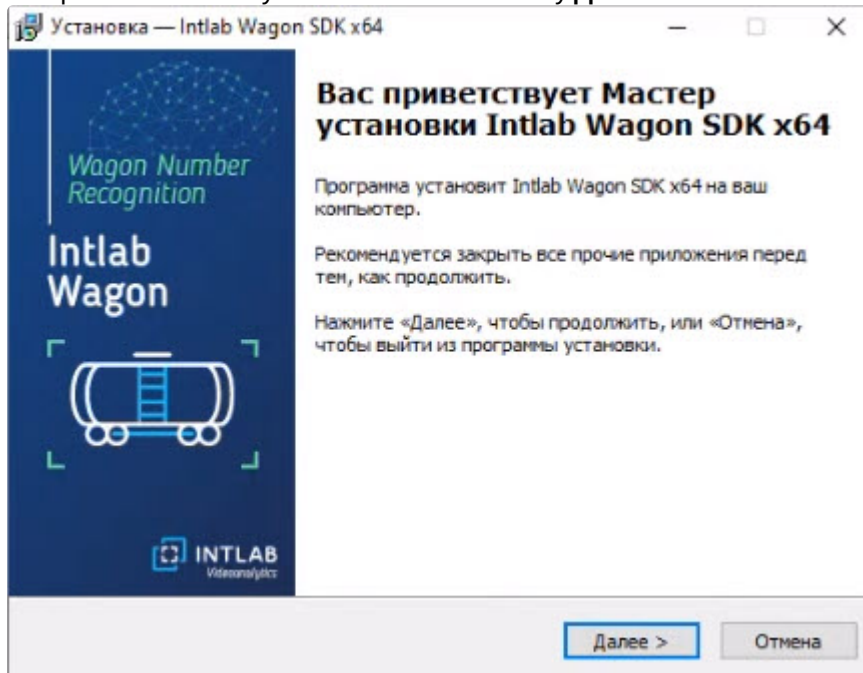 Установка — Intlab Wagon SDK x64
Wagon Number
Recognition
Intlab
Wagon
INTLAB
Videoanalytics
Вас приветствует Мастер
установки Intlab Wagon SDK x64
Программа установит Intlab Wagon SDK x64 на ваш
компьютер.
Рекомендуется закрыть все прочие приложения перед
тем, как продолжить.
Нажмите «Далее», чтобы продолжить, или «Отмена»,
чтобы выйти из программы установки.
Далее >
Отмена